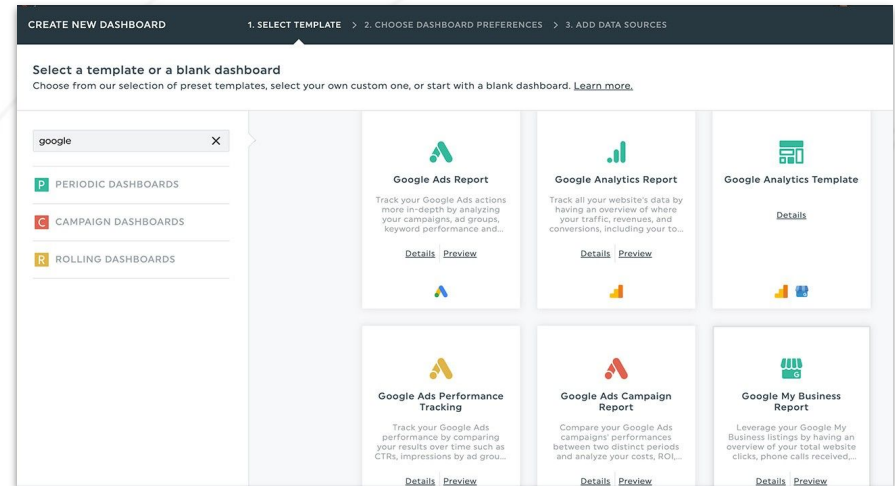 CREATE NEW DASHBOARD
1. SELECT TEMPLATE > 2. CHOOSE DASHBOARD PREFERENCES > 3. ADD DATA SOURCES
Select a template or a blank dashboard
Choose from our selection of preset templates, select your own custom one, or start with a blank dashboard. Learn more.
google X
P PERIODIC DASHBOARDS
C CAMPAIGN DASHBOARDS
R ROLLING DASHBOARDS
Google Ads Report
Track your Google Ads actions
more in-depth by analyzing
your campaigns, ad groups,
keyword performance and...
Details Preview
Google Analytics Report
Track all your website's data by
having an overview of where
your traffic, revenues, and
conversions, including your to...
Details Preview
Google Analytics Template
Details
Google Ads Performance
Tracking
Track your Google Ads
performance by comparing
your results over time such as
CTRs, impressions by ad grou...
Details Preview
Google Ads Campaign
Report
Compare your Google Ads
campaigns' performances
between two distinct periods
and analyze your costs, ROI,...
Details Preview
G
Google My Business
Report
Leverage your Google My
Business listings by having an
overview of your total website
clicks, phone calls received,...
Details Preview